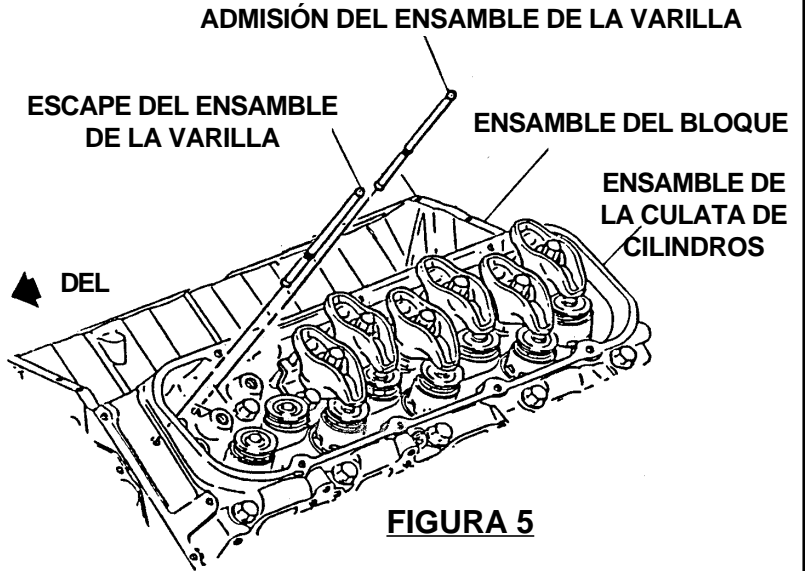 ADMISIÓN DEL ENSAMBLE DE LA VARILLA
ESCAPE DEL ENSAMBLE
DE LA VARILLA
ENSAMBLE DEL BLOQUE
ENSAMBLE DE
LA CULATA DE
CILINDROS
DEL
FIGURA 5